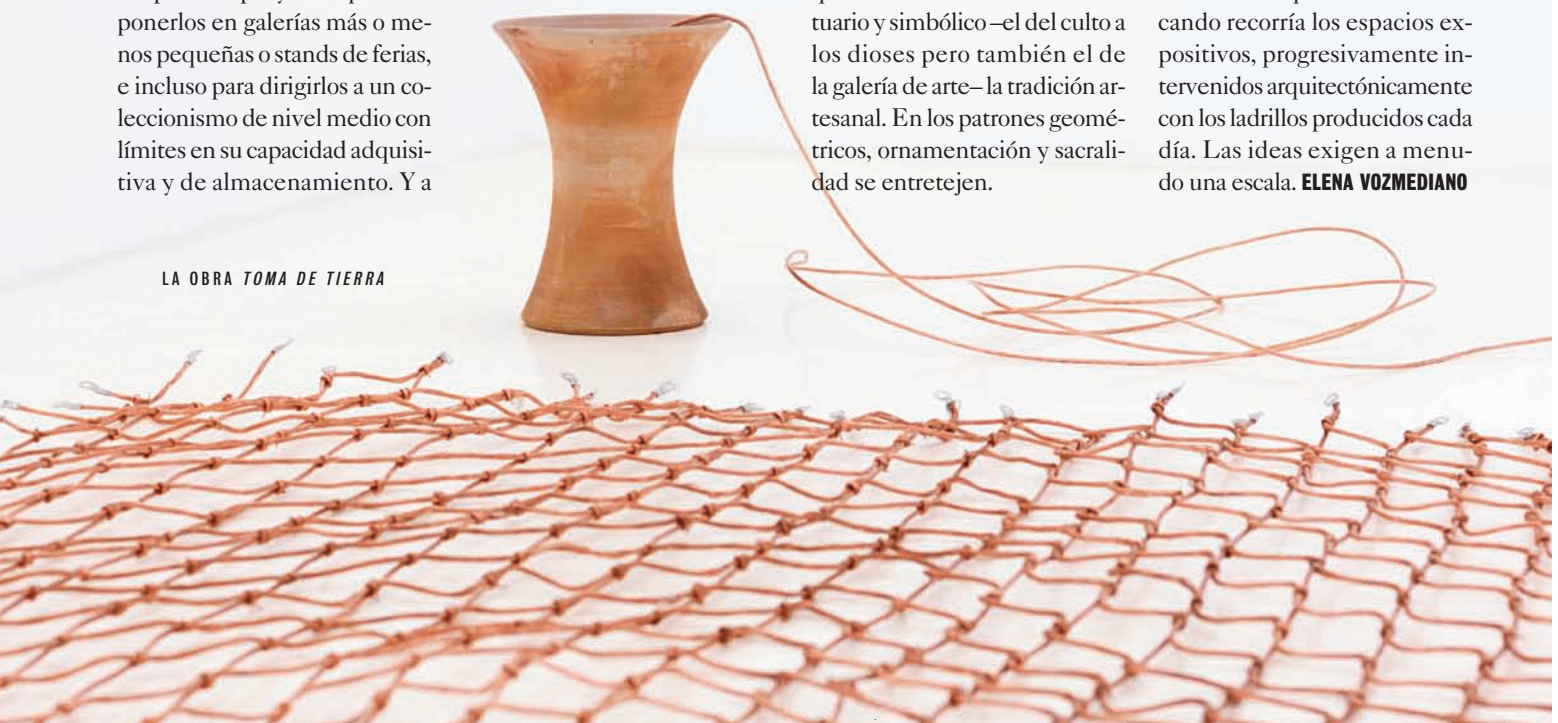 ponerlos en galerías más o me-
nos pequeñas o stands de ferias,
e incluso para dirigirlos a un co-
leccionismo de nivel medio con
límites en su capacidad adquisi-
tiva y de almacenamiento. Y a
LA OBRA TOMA DE TIERRA
tuario y simbólico –el del culto a
los dioses pero también el de
la galería de arte– la tradición ar-
tesanal. En los patrones geomé-
tricos, ornamentación y sacrali-
dad se entretejen.
cando recorría los espacios ex-
positivos, progresivamente in-
tervenidos arquitectónicamente
con los ladrillos producidos cada
día. Las ideas exigen a menu-
do una escala. ELENA VOZMEDIANO